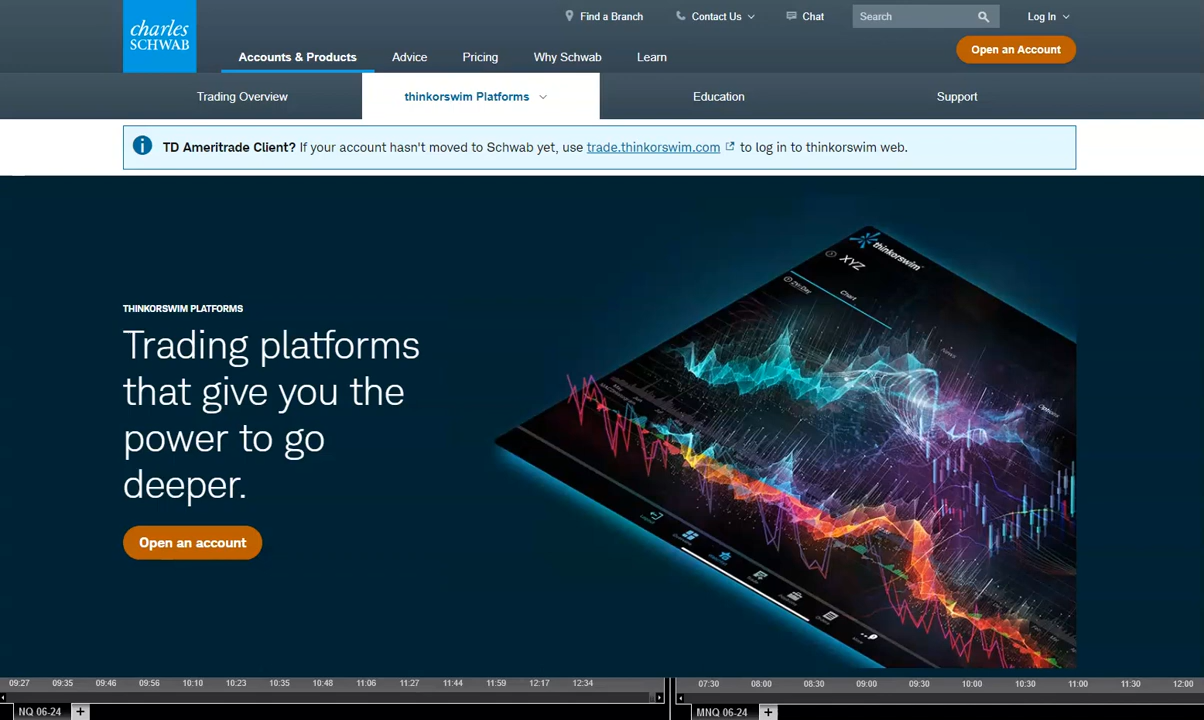 charles
SCHWAB
Find a Branch
Contact Us
Chat
Search
Log In
Accounts & Products
Advice
Pricing
Why Schwab
Learn
Open an Account
Trading Overview
thinkorswim Platforms
Education
Support
TD Ameritrade Client? If your account hasn't moved to Schwab yet, use trade.thinkorswim.com to log in to thinkorswim web.
thinkorswim
XYZ
Chart
News
Options
THINKORSWIM PLATFORMS
Trading platforms
that give you the
power to go
deeper.
Open an account
09:27 09:35 09:46 09:56 10:10 10:23 10:35 10:48 11:06 11:27 11:44 11:59 12:17 12:34
07:30 08:00 08:30 09:00 09:30 10:00 10:30 11:00 11:30 12:00
NQ 06-24 +
MNQ 06-24 +